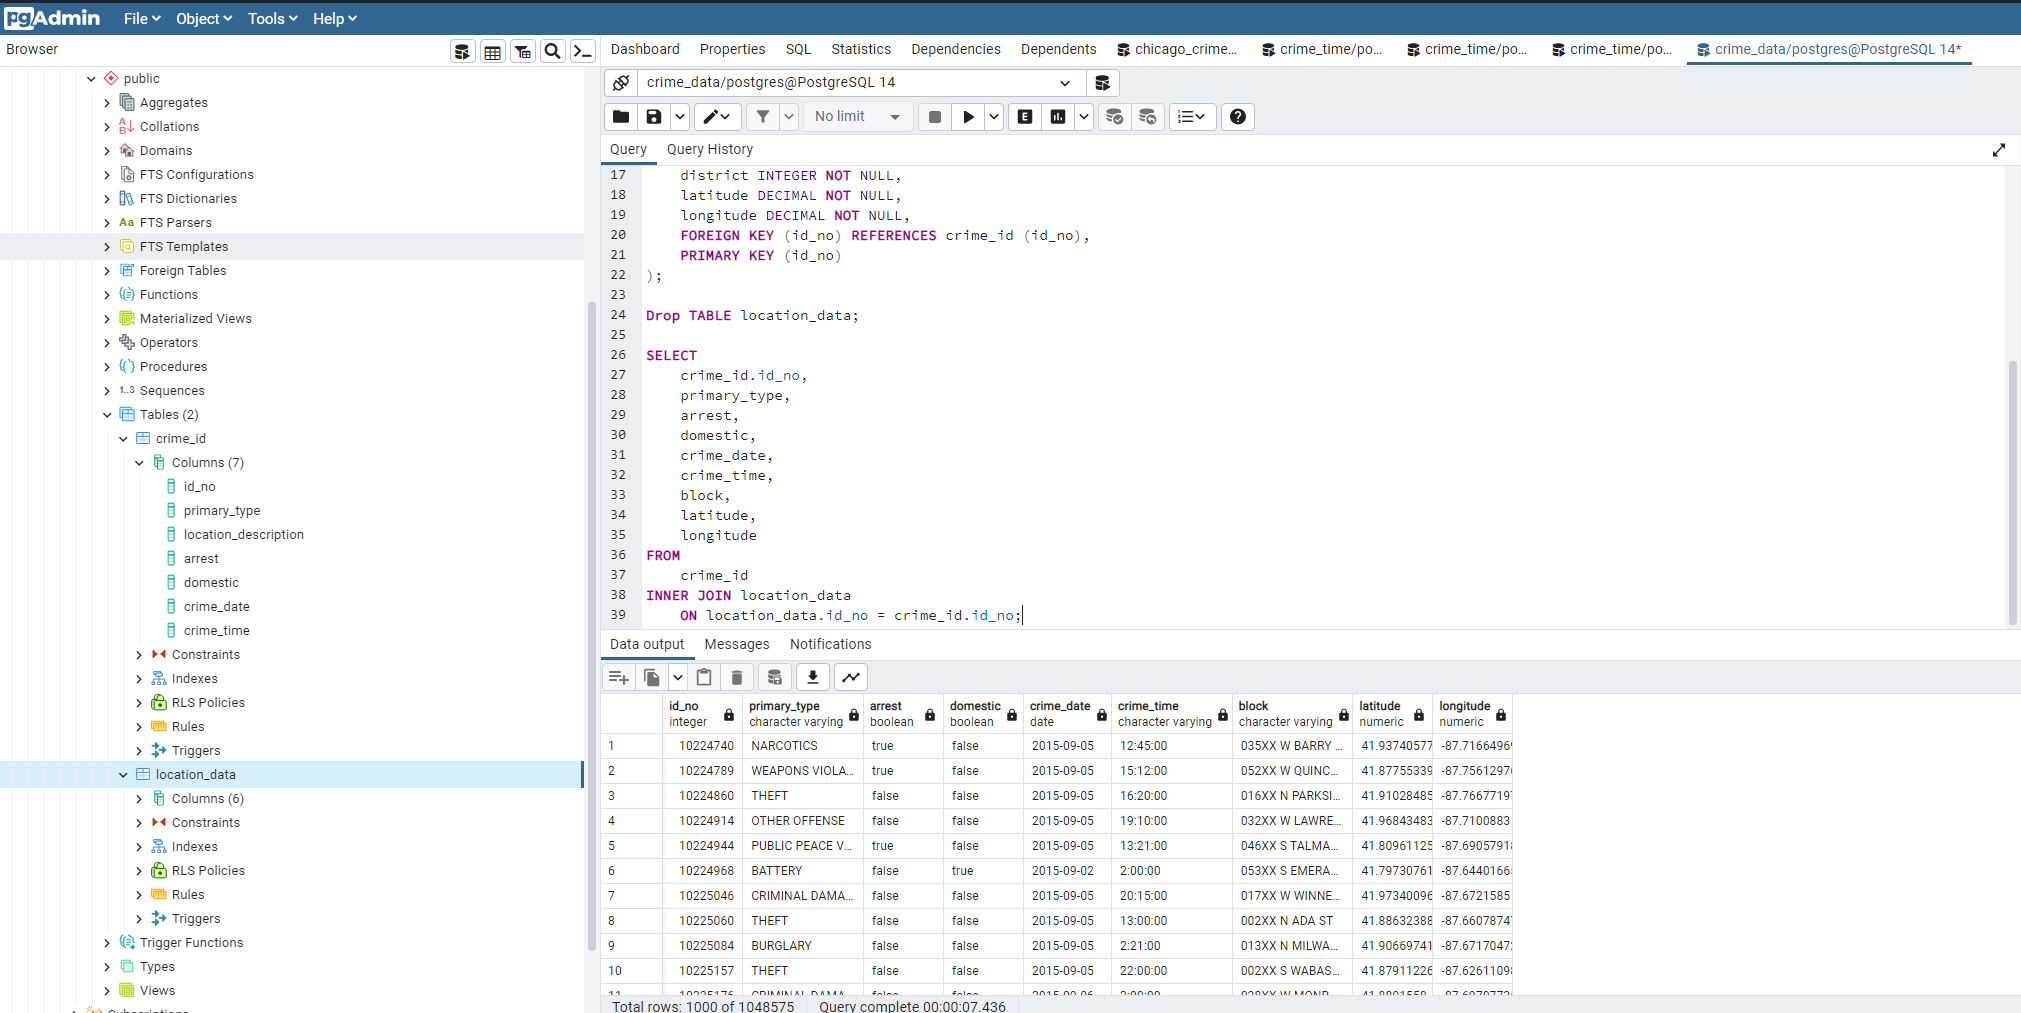 pgAdmin File Object Tools Help
Browser
Dashboard Properties SQL Statistics Dependencies Dependents chicago_crime... crime_time/po... crime_time/po... crime_time/po... crime_data/postgres@PostgreSQL 14*
public
Aggregates
Collations
Domains
FTS Configurations
FTS Dictionaries
Aa FTS Parsers
FTS Templates
Foreign Tables
Functions
Materialized Views
Operators
Procedures
1..3 Sequences
Tables (2)
crime_id
Columns (7)
id_no
primary_type
location_description
arrest
domestic
crime_date
crime_time
Constraints
Indexes
RLS Policies
Rules
Triggers
location_data
Columns (6)
Constraints
Indexes
RLS Policies
Rules
Triggers
Trigger Functions
Types
Views
crime_data/postgres@PostgreSQL 14
No limit E
Query Query History
17 district INTEGER NOT NULL,
18 latitude DECIMAL NOT NULL,
19 longitude DECIMAL NOT NULL,
20 FOREIGN KEY (id_no) REFERENCES crime_id (id_no),
21 PRIMARY KEY (id_no)
22 );
23
24 Drop TABLE location_data;
25
26 SELECT
27 crime_id.id_no,
28 primary_type,
29 arrest,
30 domestic,
31 crime_date,
32 crime_time,
33 block,
34 latitude,
35 longitude
36 FROM
37 crime_id
38 INNER JOIN location_data
39 ON location_data.id_no = crime_id.id_no;
Data output Messages Notifications
id_no primary_type arrest domestic crime_date crime_time block latitude longitude
integer character varying boolean boolean date character varying character varying numeric numeric
1 10224740 NARCOTICS true false 2015-09-05 12:45:00 035XX W BARRY ... 41.93740577 -87.7166496
2 10224789 WEAPONS VIOLA... true false 2015-09-05 15:12:00 052XX W QUINC... 41.87755339 -87.7561297
3 10224860 THEFT false false 2015-09-05 16:20:00 016XX N PARKSI... 41.91028485 -87.7667719
4 10224914 OTHER OFFENSE false false 2015-09-05 19:10:00 032XX W LAWRE... 41.96843483 -87.7100883
5 10224944 PUBLIC PEACE V... true false 2015-09-05 13:21:00 046XX S TALMA... 41.80961125 -87.6905791
6 10224968 BATTERY false true 2015-09-02 2:00:00 053XX S EMERA... 41.79730761 -87.6440166
7 10225046 CRIMINAL DAMA... false false 2015-09-05 20:15:00 017XX W WINNE... 41.97340096 -87.6721585
8 10225060 THEFT false false 2015-09-05 13:00:00 002XX N ADA ST 41.88632388 -87.6607874
9 10225084 BURGLARY false false 2015-09-05 2:21:00 013XX N MILWA... 41.90669741 -87.6717047
10 10225157 THEFT false false 2015-09-05 22:00:00 002XX S WABAS... 41.87911226 -87.6261109
Total rows: 1000 of 1048575 Query complete 00:00:07.436